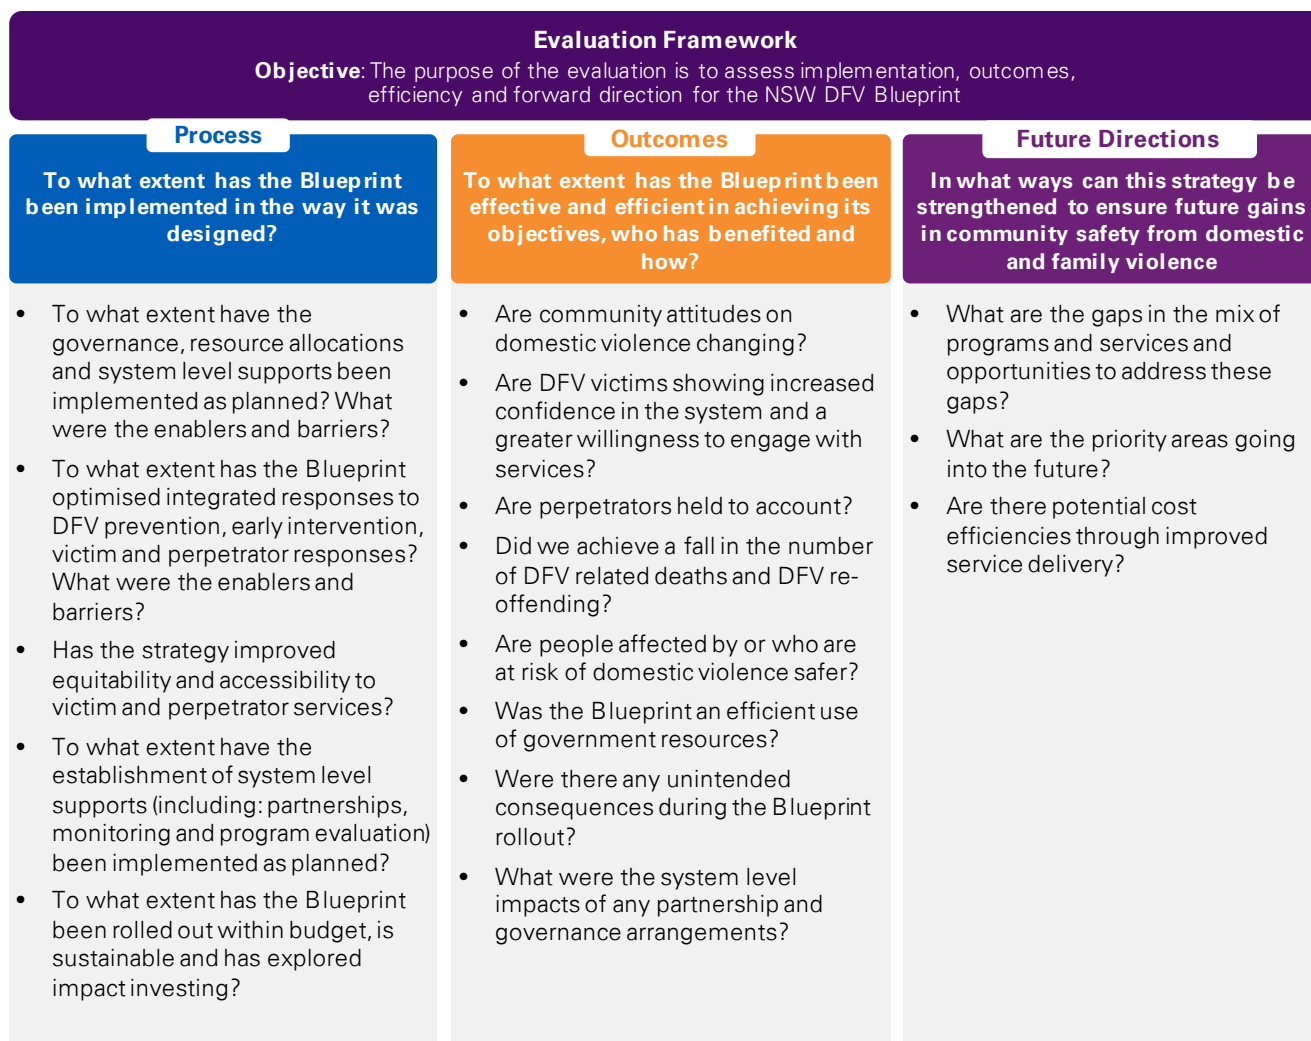 Evaluation Framework
Objective: The purpose of the evaluation is to assess implementation, outcomes,
efficiency and forward direction for the NSW DFV Blueprint
Process
To what extent has the Blueprint
been implemented in the way it was
designed?
• To what extent have the
governance, resource allocations
and system level supports been
implemented as planned? What
were the enablers and barriers?
• To what extent has the Blueprint
optimised integrated responses to
DFV prevention, early intervention,
victim and perpetrator responses?
What were the enablers and
barriers?
• Has the strategy improved
equitability and accessibility to
victim and perpetrator services?
• To what extent have the
establishment of system level
supports (including: partnerships,
monitoring and program evaluation)
been implemented as planned?
• To what extent has the Blueprint
been rolled out within budget, is
sustainable and has explored
impact investing?
Outcomes
To what extent has the Blueprint been
effective and efficient in achieving its
objectives, who has benefited and
how?
• Are community attitudes on
domestic violence changing?
• Are DFV victims showing increased
confidence in the system and a
greater willingness to engage with
services?
• Are perpetrators held to account?
• Did we achieve a fall in the number
of DFV related deaths and DFV re-
offending?
• Are people affected by or who are
at risk of domestic violence safer?
• Was the Blueprint an efficient use
of government resources?
• Were there any unintended
consequences during the Blueprint
rollout?
• What were the system level
impacts of any partnership and
governance arrangements?
Future Directions
In what ways can this strategy be
strengthened to ensure future gains
in community safety from domestic
and family violence
• What are the gaps in the mix of
programs and services and
opportunities to address these
gaps?
• What are the priority areas going
into the future?
• Are there potential cost
efficiencies through improved
service delivery?